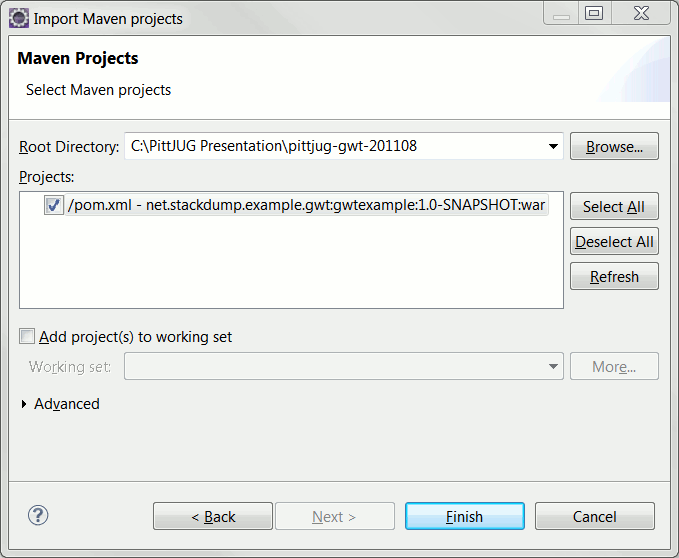 Import Maven projects
Maven Projects
Select Maven projects
Root Directory: C:\PittJUG Presentation\pittjug-gwt-201108 Browse...
Projects:
/pom.xml - net.stackdump.example.gwt:gwtexample:1.0-SNAPSHOT:war Select All
Deselect All
Refresh
Add project(s) to working set
Working set: More...
Advanced
? < Back Next > Finish Cancel